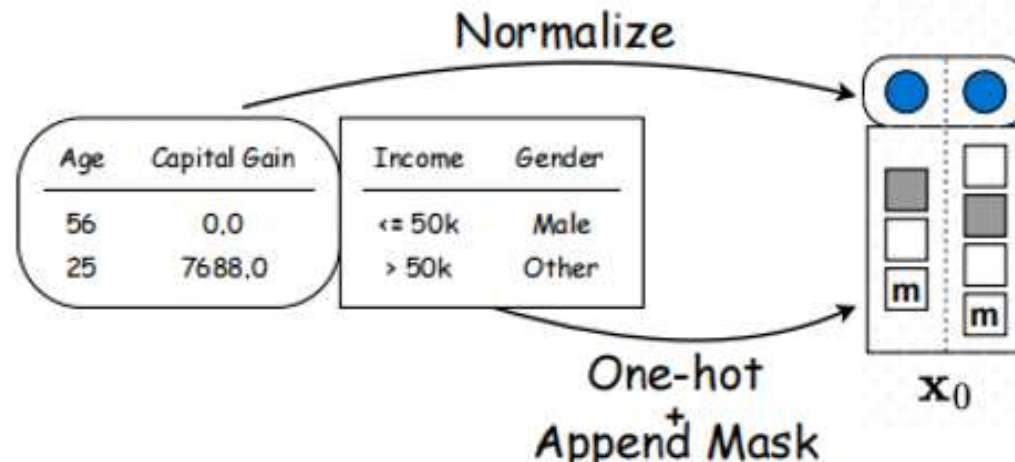 Normalize
Age Capital Gain Income Gender
56 0,0 <= 50k Male
25 7688,0 > 50k Other
m m
One-hot
+
Append Mask
x₀